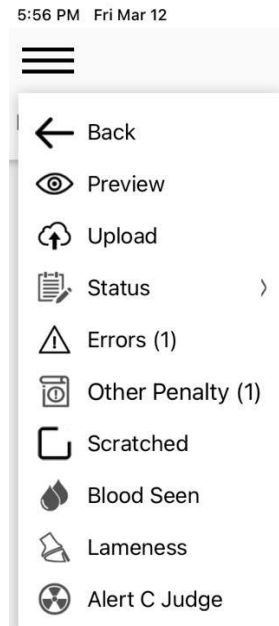 5:56 PM Fri Mar 12
Back
Preview
Upload
Status
Errors (1)
Other Penalty (1)
Scratched
Blood Seen
Lameness
Alert C Judge